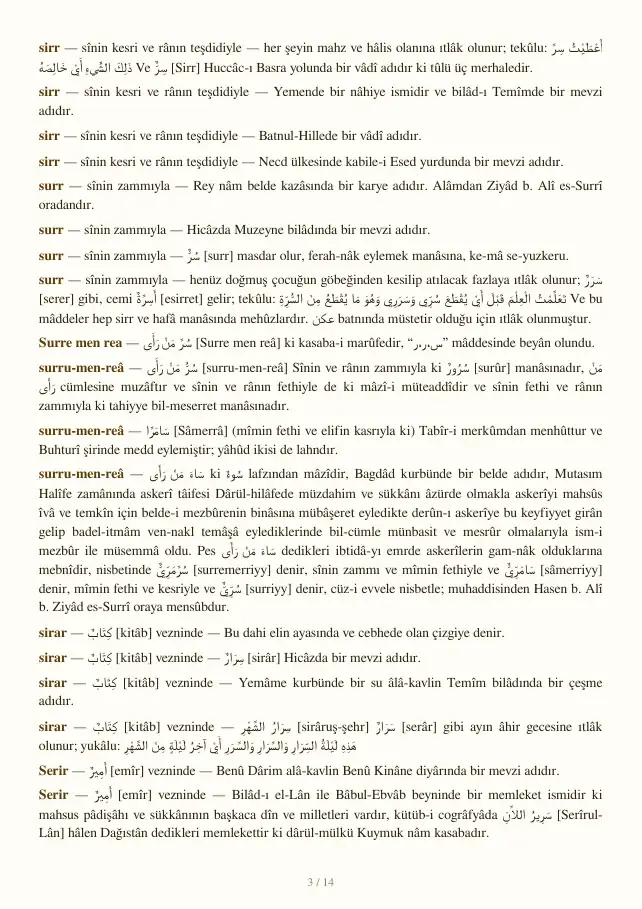 sirr — sînin kesri ve rânın teşdidiyle — her şeyin mahz ve hâlis olanına ıtlâk olunur; tekûlu: أَعْطَيْتُ سِرَّ
ذَلِكَ الشَّيءِ أَيْ خَالِصَهُ Ve سِرٌّ [Sirr] Huccâc-ı Basra yolunda bir vâdî adıdır ki tûlü üç merhaledir.
sirr — sînin kesri ve rânın teşdidiyle — Yemende bir nâhiye ismidir ve bilâd-ı Temîmde bir mevzi
adıdır.
sirr — sînin kesri ve rânın teşdidiyle — Batnul-Hillede bir vâdî adıdır.
sirr — sînin kesri ve rânın teşdidiyle — Necd ülkesinde kabile-i Esed yurdunda bir mevzi adıdır.
surr — sînin zammıyla — Rey nâm belde kazâsında bir karye adıdır. Alâmdan Ziyâd b. Alî es-Surrî
oradandır.
surr — sînin zammıyla — Hicâzda Muzeyne bilâdında bir mevzi adıdır.
surr — sînin zammıyla — سُرٌّ [surr] masdar olur, ferah-nâk eylemek manâsına, ke-mâ se-yuzkeru.
surr — sînin zammıyla — henüz doğmuş çocuğun göbeğinden kesilip atılacak fazlaya ıtlâk olunur; سَرَرٌ
[serer] gibi, cemi أَسِرَّةٌ [esirret] gelir; tekûlu: تَعَلَّمْتُ الْعِلْمَ قَبْلَ أَنْ يُقْطَعَ سُرِّي وَسَرَرِي وَهُوَ مَا يُقْطَعُ مِنَ السُّرَّةِ Ve bu
mâddeler hep sirr ve hafâ manâsında mehûzlardır. عكن batnında müstetir olduğu için ıtlâk olunmuştur.
Surre men rea — سُرَّ مَنْ رَأَى [Surre men reâ] ki kasaba-i marûfedir, “س،ر،ر” mâddesinde beyân olundu.
surru-men-reâ — سُرُّ مَنْ رَأَى [surru-men-reâ] Sînin ve rânın zammıyla ki سُرُورٌ [surûr] manâsınadır, مَنْ
رَأَى cümlesine muzâftır ve sînin ve rânın fethiyle de ki mâzî-i müteaddîdir ve sînin fethi ve rânın
zammıyla ki tahiyye bil-meserret manâsınadır.
surru-men-reâ — سَامَرَّا [Sâmerrâ] (mîmin fethi ve elifin kasrıyla ki) Tabîr-i merkûmdan menhûttur ve
Buhturî şirinde medd eylemiştir; yâhûd ikisi de lahndır.
surru-men-reâ — سَاءَ مَنْ رَأَى ki سُوءٌ lafzından mâzîdir, Bagdâd kurbünde bir belde adıdır, Mutasım
Halîfe zamânında askerî tâifesi Dârül-hilâfede müzdahim ve sükkânı âzürde olmakla askerîyi mahsûs
îvâ ve temkîn için belde-i mezbûrenin binâsına mübâşeret eyledikte derûn-ı askerîye bu keyfiyyet girân
gelip badel-itmâm ven-nakl temâşâ eylediklerinde bil-cümle münbasit ve mesrûr olmalarıyla ism-i
mezbûr ile müsemmâ oldu. Pes سَاءَ مَنْ رَأَى dedikleri ibtidâ-yı emrde askerîlerin gam-nâk olduklarına
mebnîdir, nisbetinde سُرْمَرِيٌّ [surremerriyy] denir, sînin zammı ve mîmin fethiyle ve سَامَرِيٌّ [sâmerriyy]
denir, mîmin fethi ve kesriyle ve سُرِّيٌّ [surriyy] denir, cüz-i evvele nisbetle; muhaddisinden Hasen b. Alî
b. Ziyâd es-Surrî oraya mensûbdur.
sirar — كِتَابٌ [kitâb] vezninde — Bu dahi elin ayasında ve cebhede olan çizgiye denir.
sirar — كِتَابٌ [kitâb] vezninde — سِرَارٌ [sirâr] Hicâzda bir mevzi adıdır.
sirar — كِتَابٌ [kitâb] vezninde — Yemâme kurbünde bir su âlâ-kavlin Temîm bilâdında bir çeşme
adıdır.
sirar — كِتَابٌ [kitâb] vezninde — سِرَارُ الشَّهْرِ [sirâruş-şehr] سَرَارٌ [serâr] gibi ayın âhir gecesine ıtlâk
olunur; yukâlu: هَذِهِ لَيْلَةُ السِّرَارِ وَالسَّرَارِ وَالسَّرَرِ أَيْ آخِرُ لَيْلَةٍ مِنَ الشَّهْرِ
Serir — أَمِيرٌ [emîr] vezninde — Benû Dârim alâ-kavlin Benû Kinâne diyârında bir mevzi adıdır.
Serir — أَمِيرٌ [emîr] vezninde — Bilâd-ı el-Lân ile Bâbul-Ebvâb beyninde bir memleket ismidir ki
mahsus pâdişâhı ve sükkânının başkaca dîn ve milletleri vardır, kütüb-i cogrâfyâda سَرِيرُ اللاَّنِ [Serîrul-
Lân] hâlen Dağıstân dedikleri memlekettir ki dârül-mülkü Kuymuk nâm kasabadır.
3 / 14